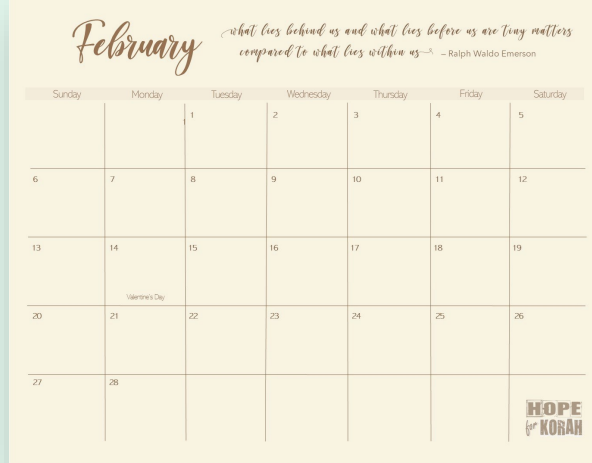 February
what lies behind us and what lies before us are tiny matters
compared to what lies within us – Ralph Waldo Emerson
Sunday Monday Tuesday Wednesday Thursday Friday Saturday
1 2 3 4 5
6 7 8 9 10 11 12
13 14 15 16 17 18 19
Valentine's Day
20 21 22 23 24 25 26
27 28
HOPE
for KORAH